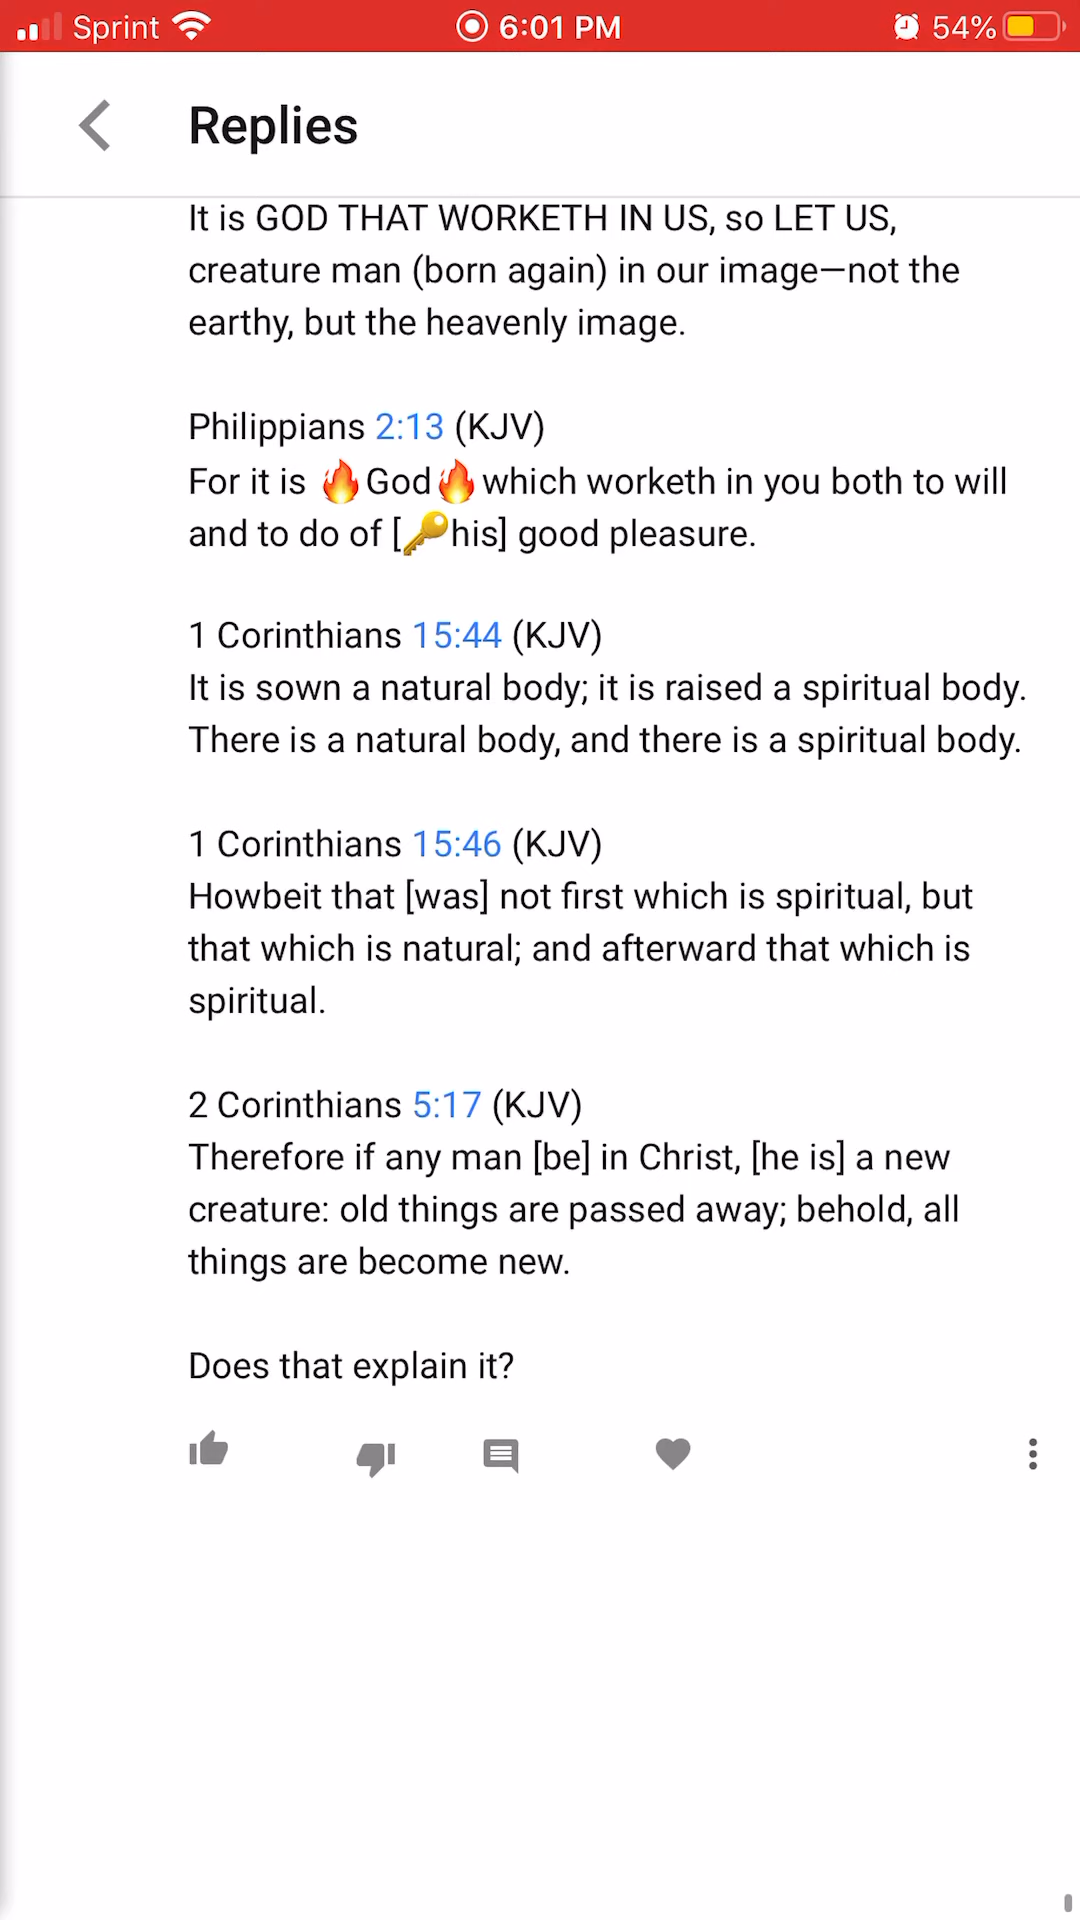 Sprint 6:01 PM 54%
Replies
It is GOD THAT WORKETH IN US, so LET US,
creature man (born again) in our image—not the
earthy, but the heavenly image.
Philippians 2:13 (KJV)
For it is 🔥God🔥which worketh in you both to will
and to do of [🔑his] good pleasure.
1 Corinthians 15:44 (KJV)
It is sown a natural body; it is raised a spiritual body.
There is a natural body, and there is a spiritual body.
1 Corinthians 15:46 (KJV)
Howbeit that [was] not first which is spiritual, but
that which is natural; and afterward that which is
spiritual.
2 Corinthians 5:17 (KJV)
Therefore if any man [be] in Christ, [he is] a new
creature: old things are passed away; behold, all
things are become new.
Does that explain it?